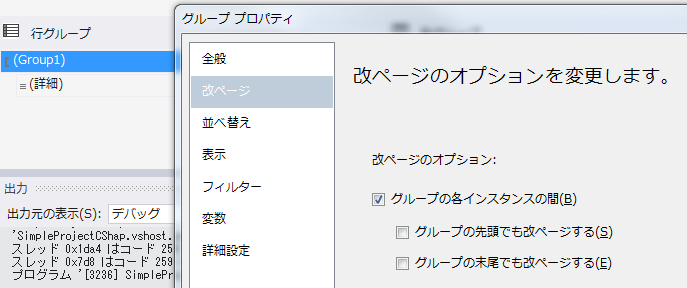 行グループ
(Group1)
(詳細)
出力
出力元の表示(S): デバッグ
'SimpleProjectCShap.vshost.
スレッド 0x1da4 はコード 25
スレッド 0x7d8 はコード 259
プログラム '[3236] SimplePr
グループ プロパティ
全般
改ページ
並べ替え
表示
フィルター
変数
詳細設定
改ページのオプションを変更します。
改ページのオプション:
グループの各インスタンスの間(B)
グループの先頭でも改ページする(S)
グループの末尾でも改ページする(E)